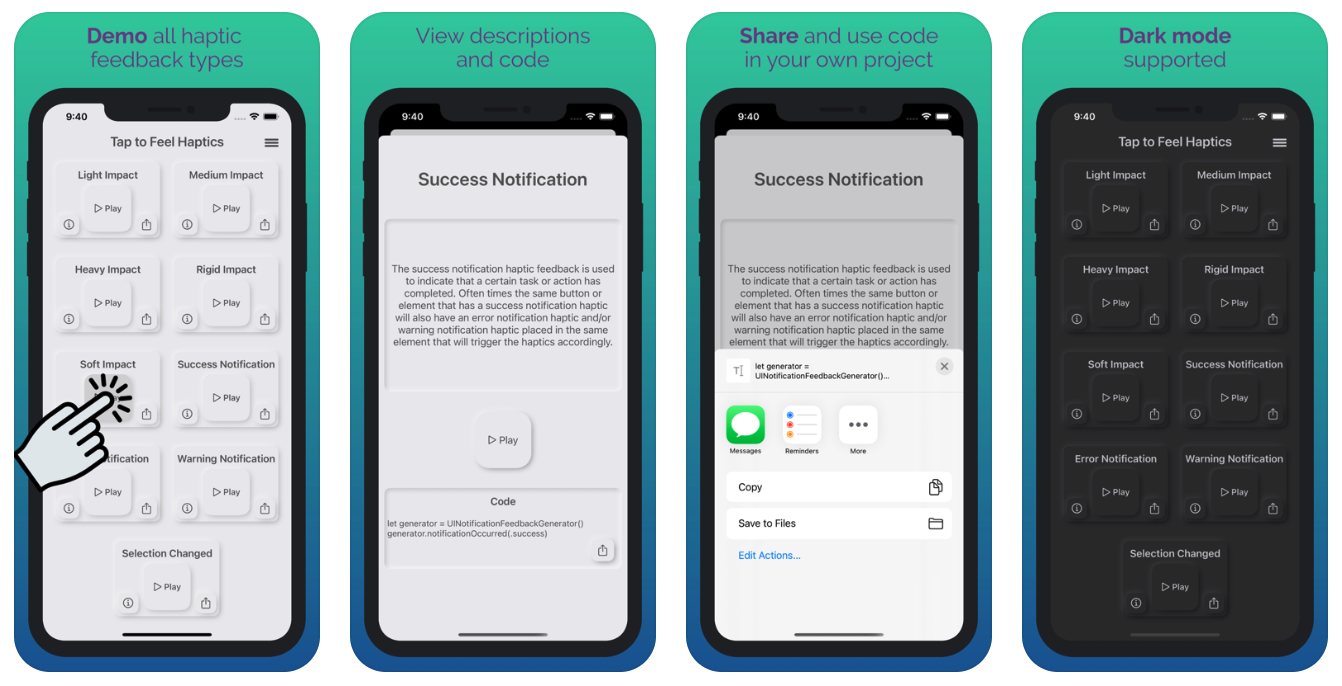 Demo all haptic
feedback types
9:40
Tap to Feel Haptics
Light Impact
Medium Impact
Play
Play
Heavy Impact
Rigid Impact
Play
Play
Soft Impact
Success Notification
Play
tification
Warning Notification
Play
Play
Selection Changed
Play
View descriptions
and code
9:40
Success Notification
The success notification haptic feedback is used
to indicate that a certain task or action has
completed. Often times the same button or
element that has a success notification haptic
will also have an error notification haptic and/or
warning notification haptic placed in the same
element that will trigger the haptics accordingly.
Play
Code
let generator = UINotificationFeedbackGenerator()
generator.notificationOccurred(.success)
Share and use code
in your own project
9:40
Success Notification
The success notification haptic feedback is used
to indicate that a certain task or action has
completed. Often times the same button or
element that has a success notification haptic
will also have an error notification haptic and/or
warning notification haptic placed in the same
element that will trigger the haptics accordingly.
let generator =
UINotificationFeedbackGenerator()...
Messages
Reminders
More
Copy
Save to Files
Edit Actions...
Dark mode
supported
9:40
Tap to Feel Haptics
Light Impact
Medium Impact
Play
Play
Heavy Impact
Rigid Impact
Play
Play
Soft Impact
Success Notification
Play
Play
Error Notification
Warning Notification
Play
Play
Selection Changed
Play